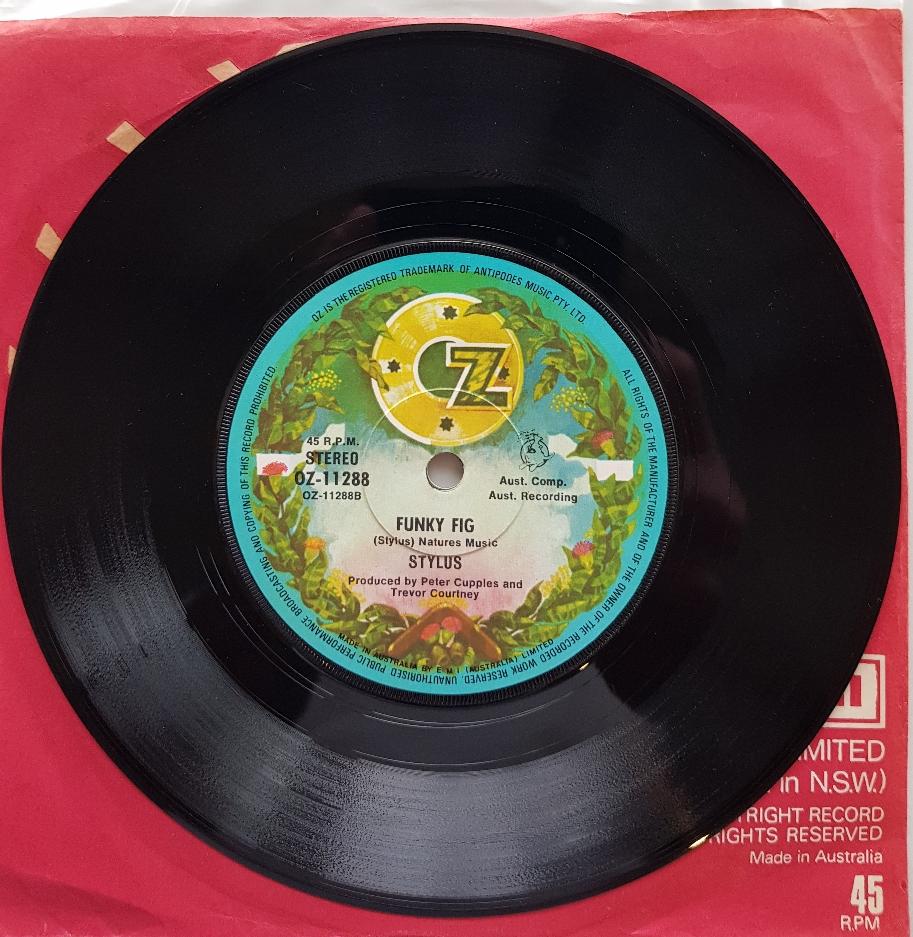 OZ IS THE REGISTERED TRADEMARK OF ANTIPODES MUSIC PTY. LTD.
ALL RIGHTS OF THE MANUFACTURER AND OF THE OWNER OF THE RECORDED WORK RESERVED. UNAUTHORISED PUBLIC PERFORMANCE BROADCASTING AND COPYING OF THIS RECORD PROHIBITED.
OZ
45 R.P.M.
STEREO
OZ-11288
OZ-11288B
Aust. Comp.
Aust. Recording
FUNKY FIG
(Stylus) Natures Music
STYLUS
Produced by Peter Cupples and
Trevor Courtney
MADE IN AUSTRALIA BY E M I (AUSTRALIA) LIMITED
IMITED
in N.S.W.)
RIGHT RECORD
RIGHTS RESERVED
Made in Australia
45
R.P.M